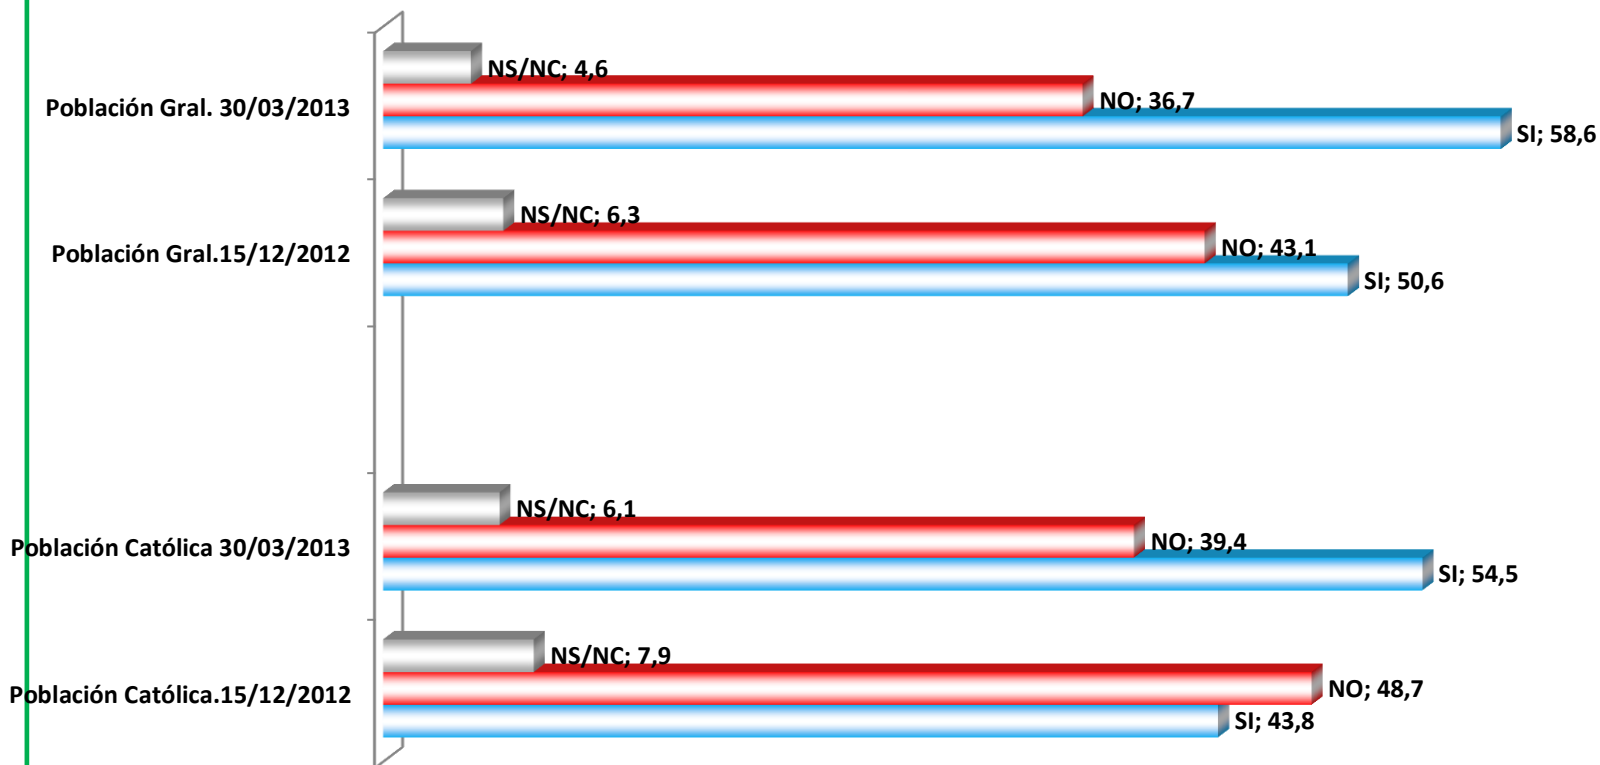 NS/NC; 4,6
NO; 36,7
Población Gral. 30/03/2013
SI; 58,6
NS/NC; 6,3
NO; 43,1
Población Gral.15/12/2012
SI; 50,6
NS/NC; 6,1
NO; 39,4
Población Católica 30/03/2013
SI; 54,5
NS/NC; 7,9
NO; 48,7
Población Católica.15/12/2012
SI; 43,8